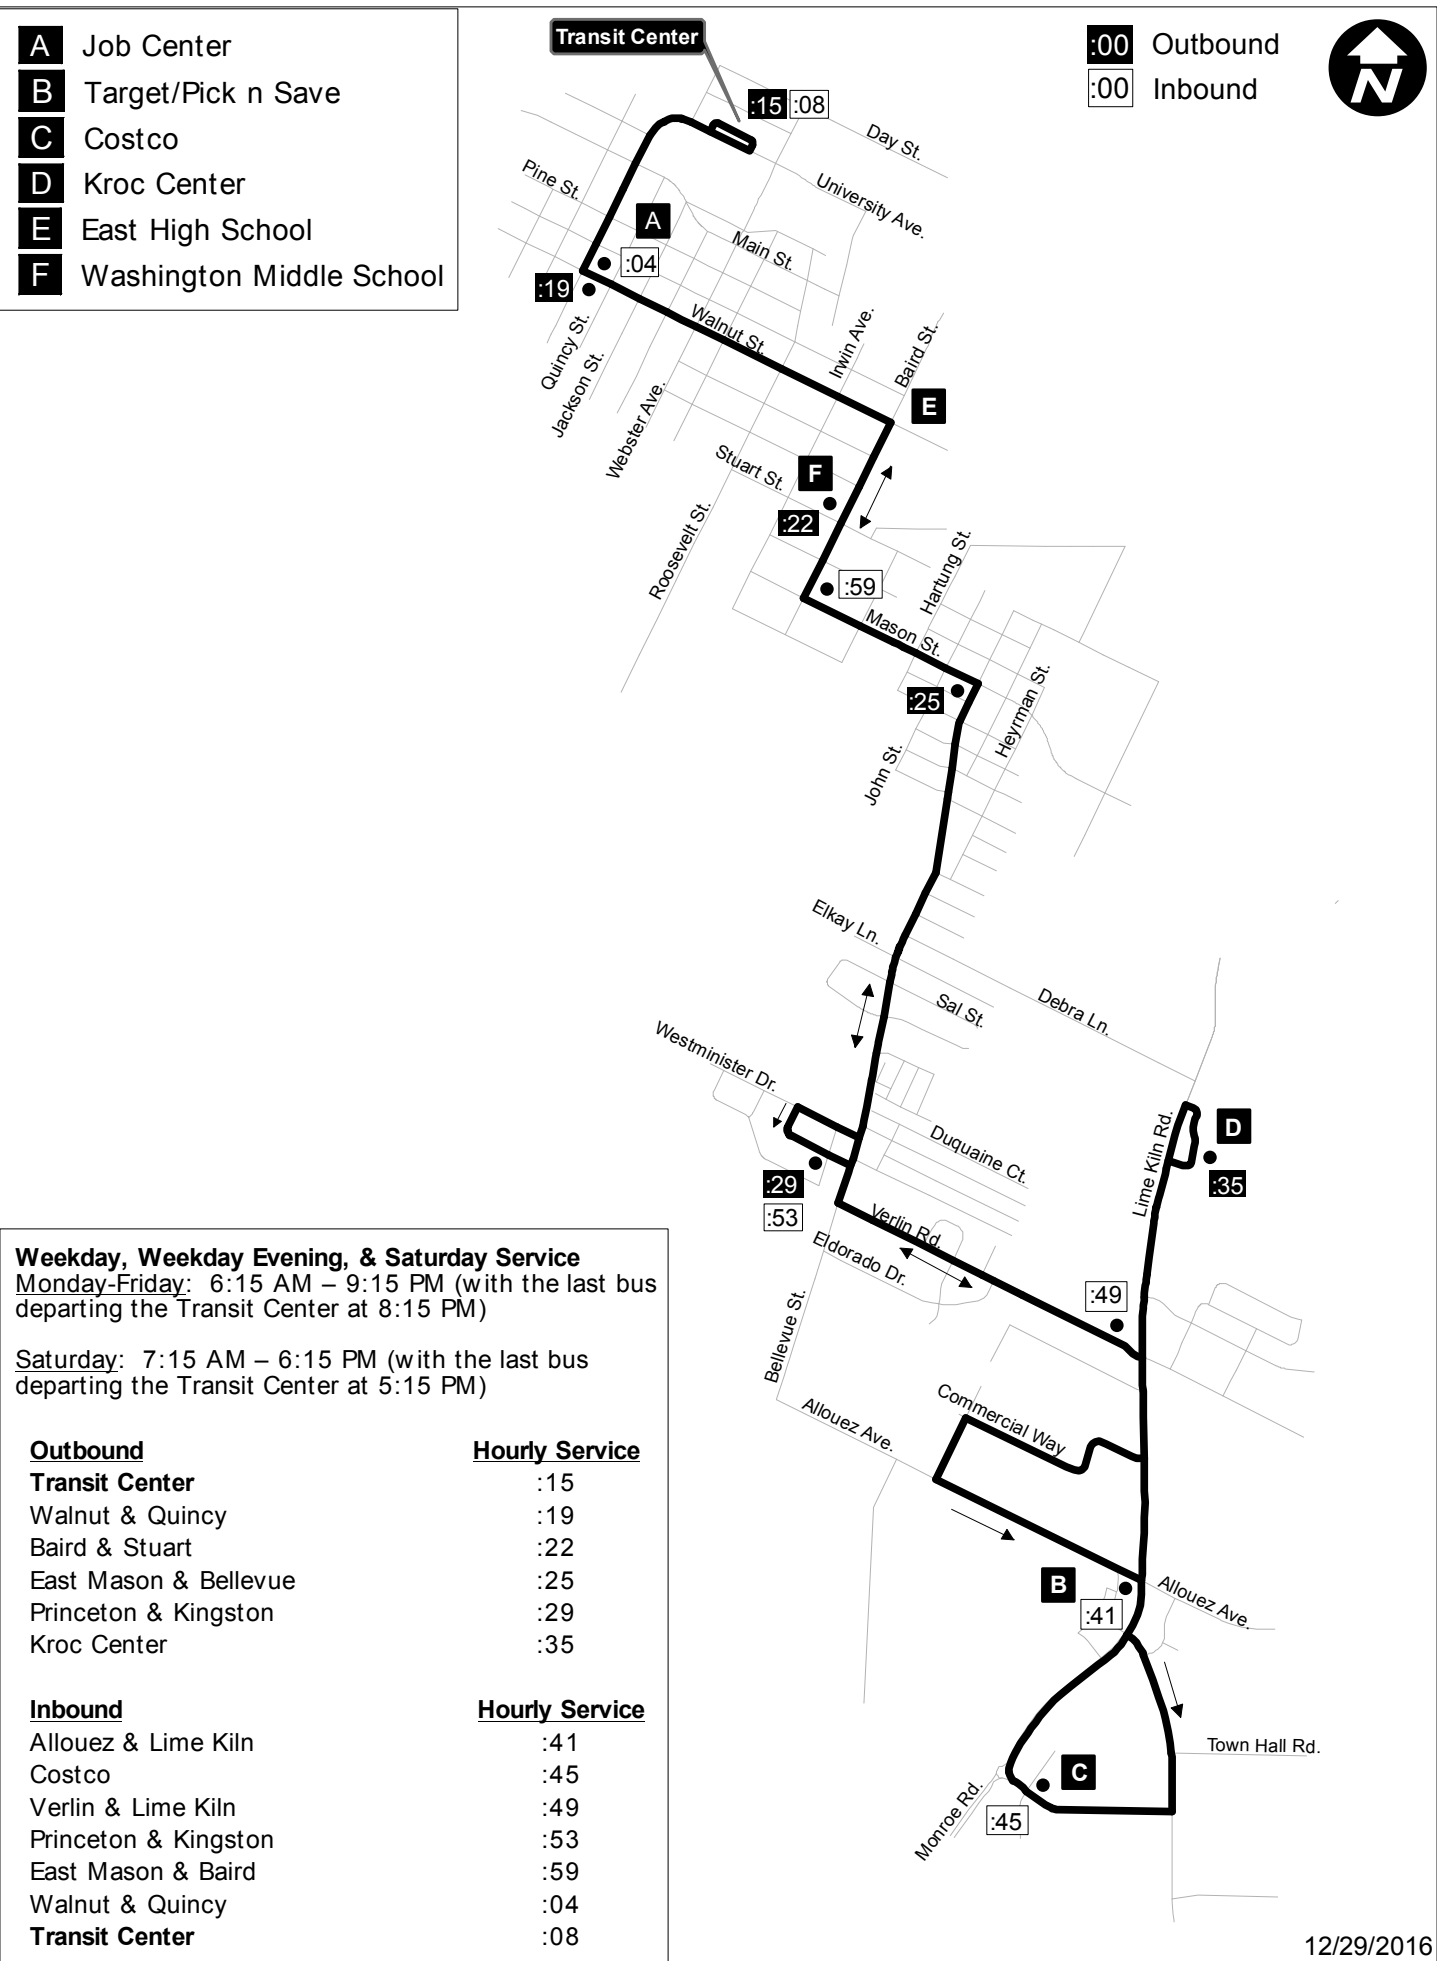 A Job Center
B Target/Pick n Save
C Costco
D Kroc Center
E East High School
F Washington Middle School
Transit Center
:00 Outbound
:00 Inbound
N
:15 :08
Day St.
University Ave.
Pine St.
A
Main St.
:04
:19
Walnut St.
Quincy St.
Jackson St.
Webster Ave.
Irwin Ave.
Baird St.
E
Stuart St.
F
:22
Roosevelt St.
:59
Hartung St.
Mason St.
:25
Heyrman St.
John St.
Elkay Ln.
Sal St.
Debra Ln.
Westminister Dr.
Duquaine Ct.
Lime Kiln Rd.
D
:35
:29
:53
Verlin Rd.
Eldorado Dr.
:49
Bellevue St.
Commercial Way
Allouez Ave.
B
:41
Allouez Ave.
Town Hall Rd.
C
:45
Monroe Rd.
Weekday, Weekday Evening, & Saturday Service
Monday-Friday: 6:15 AM – 9:15 PM (with the last bus
departing the Transit Center at 8:15 PM)
Saturday: 7:15 AM – 6:15 PM (with the last bus
departing the Transit Center at 5:15 PM)
Outbound Hourly Service
Transit Center :15
Walnut & Quincy :19
Baird & Stuart :22
East Mason & Bellevue :25
Princeton & Kingston :29
Kroc Center :35
Inbound Hourly Service
Allouez & Lime Kiln :41
Costco :45
Verlin & Lime Kiln :49
Princeton & Kingston :53
East Mason & Baird :59
Walnut & Quincy :04
Transit Center :08
12/29/2016